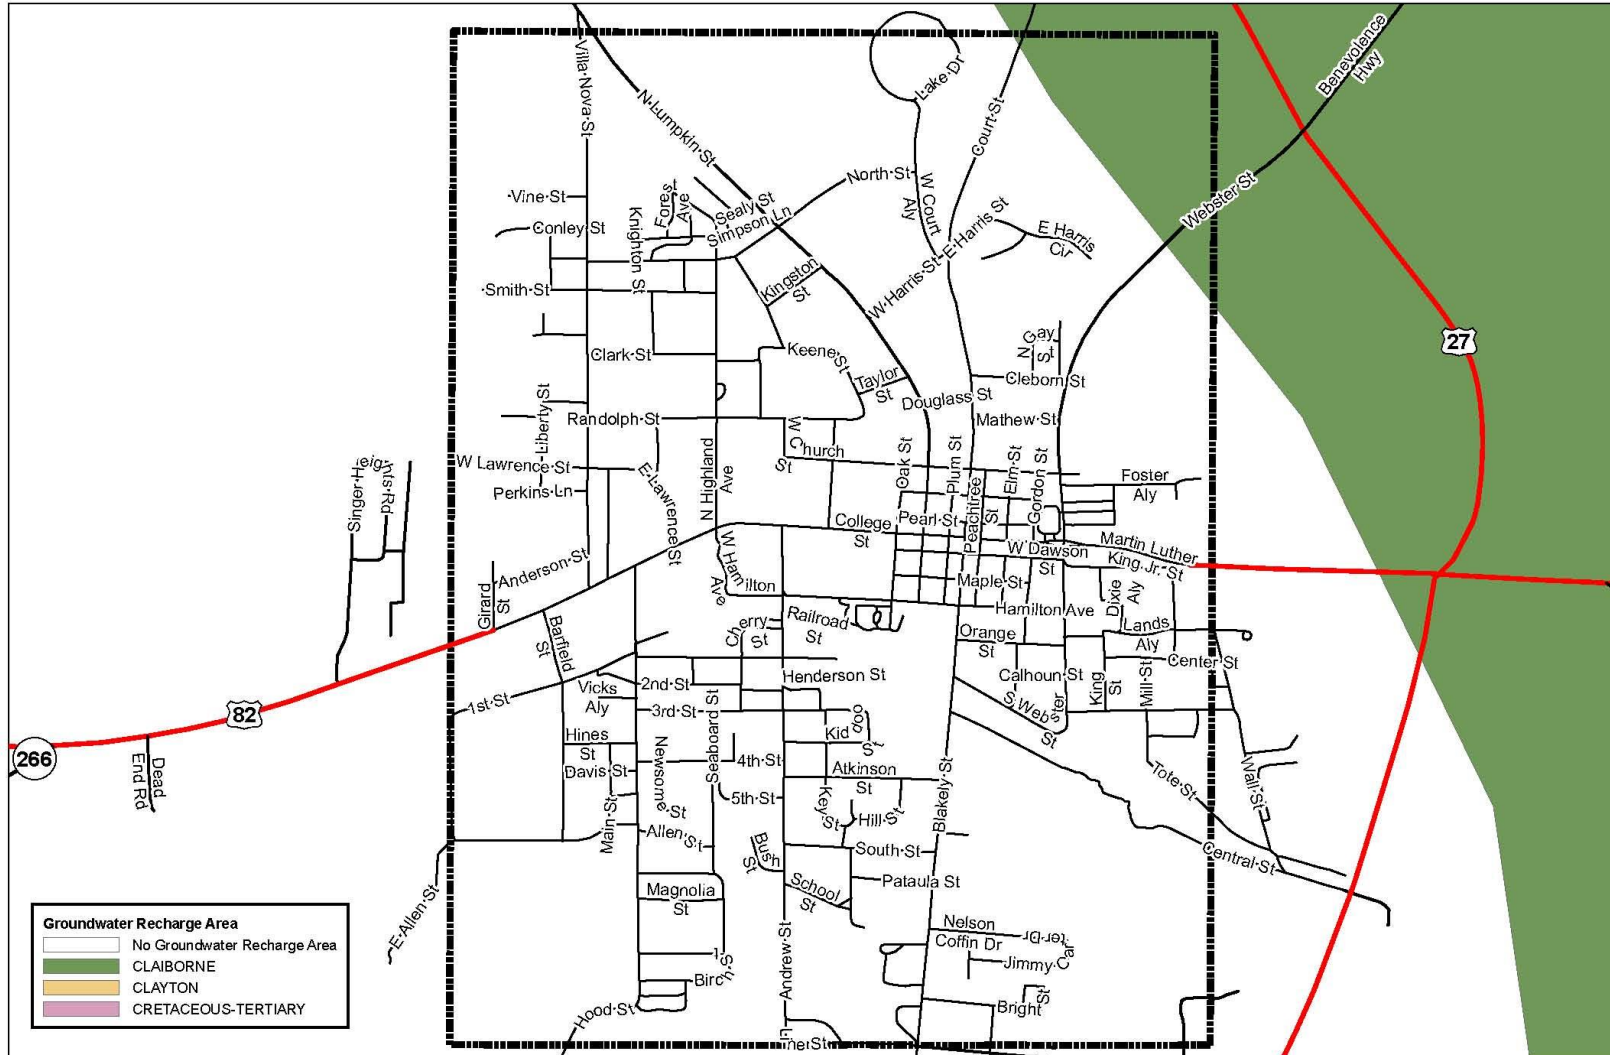 Villa Nova St
N Lumpkin St
Lake Dr
Court St
Benevolence
Hwy
Vine St
Conley St
Knighton St
Forest
Ave
Sealy St
Simpson Ln
North St
W Court
Aly
E Harris St
E Harris
Cir
Webster St
Smith St
Kingston
St
W Harris St
Clark St
Keene St
Taylor
St
N Gay
St
27
Cleborn St
Douglass St
Mathew St
Liberty St
Randolph St
W Church
St
W Lawrence St
E Lawrence St
N Highland
Ave
Oak St
Plum St
Peachtree
St
Elm St
Gordon St
Foster
Aly
Perkins Ln
Singer Heights Rd
College
St
Pearl St
W Dawson
St
Martin Luther
King Jr. St
Anderson St
Girard
St
W Hamilton
Ave
Maple St
Hamilton Ave
Dixie
Aly
Lands
Aly
Barfield
St
Cherry
St
Railroad
St
Orange
St
Center St
1st St
Vicks
Aly
2nd St
Henderson St
Calhoun St
King
St
Mill St
82
3rd St
Seaboard St
Kid
St
S Webster
St
266
Dead
End Rd
Hines
St
Davis St
Newsome St
4th St
Atkinson
St
Blakely St
Tote St
Wall St
5th St
Key St
Hill St
Main St
Allen St
Bush
St
South St
Central St
E Allen St
Magnolia
St
School
St
Pataula St
Nelson
Coffin Dr
Jimmy Carter Dr
Birch St
Andrew St
Hood St
Bright
St
Groundwater Recharge Area
No Groundwater Recharge Area
CLAIBORNE
CLAYTON
CRETACEOUS-TERTIARY